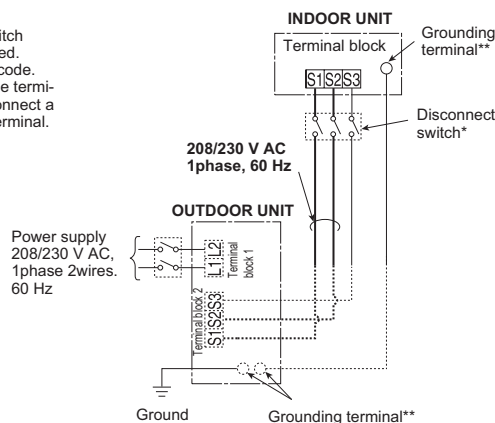 itch
ed.
code.
e termi-
nnect a
erminal.
INDOOR UNIT
Terminal block
S1 S2 S3
Grounding
terminal**
Disconnect
switch*
208/230 V AC
1phase, 60 Hz
OUTDOOR UNIT
Power supply
208/230 V AC,
1phase 2wires.
60 Hz
L1 L2
Terminal
block 1
Terminal block 2
S1 S2 S3
Ground
Grounding terminal**